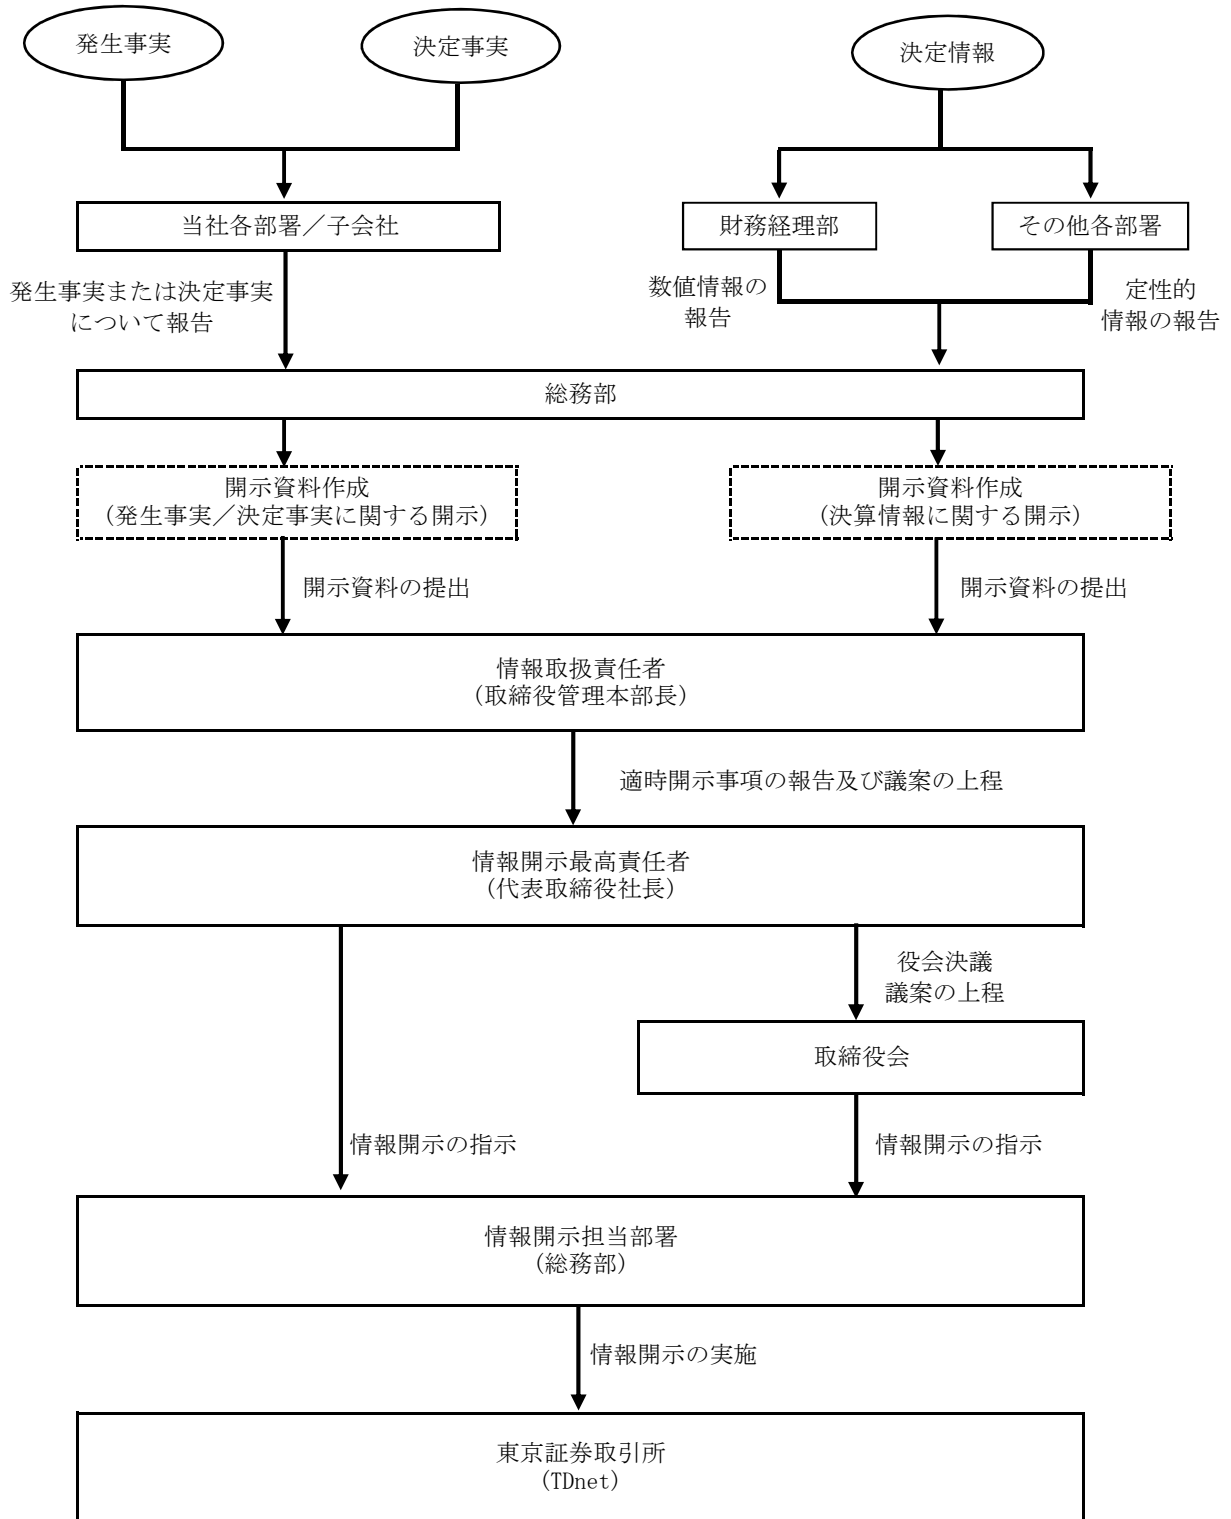 発生事実
決定事実
決定情報
当社各部署／子会社
財務経理部
その他各部署
発生事実または決定事実
について報告
数値情報の
報告
定性的
情報の報告
総務部
開示資料作成
（発生事実／決定事実に関する開示）
開示資料作成
（決算情報に関する開示）
開示資料の提出
開示資料の提出
情報取扱責任者
（取締役管理本部長）
適時開示事項の報告及び議案の上程
情報開示最高責任者
（代表取締役社長）
役会決議
議案の上程
取締役会
情報開示の指示
情報開示の指示
情報開示担当部署
（総務部）
情報開示の実施
東京証券取引所
（TDnet）